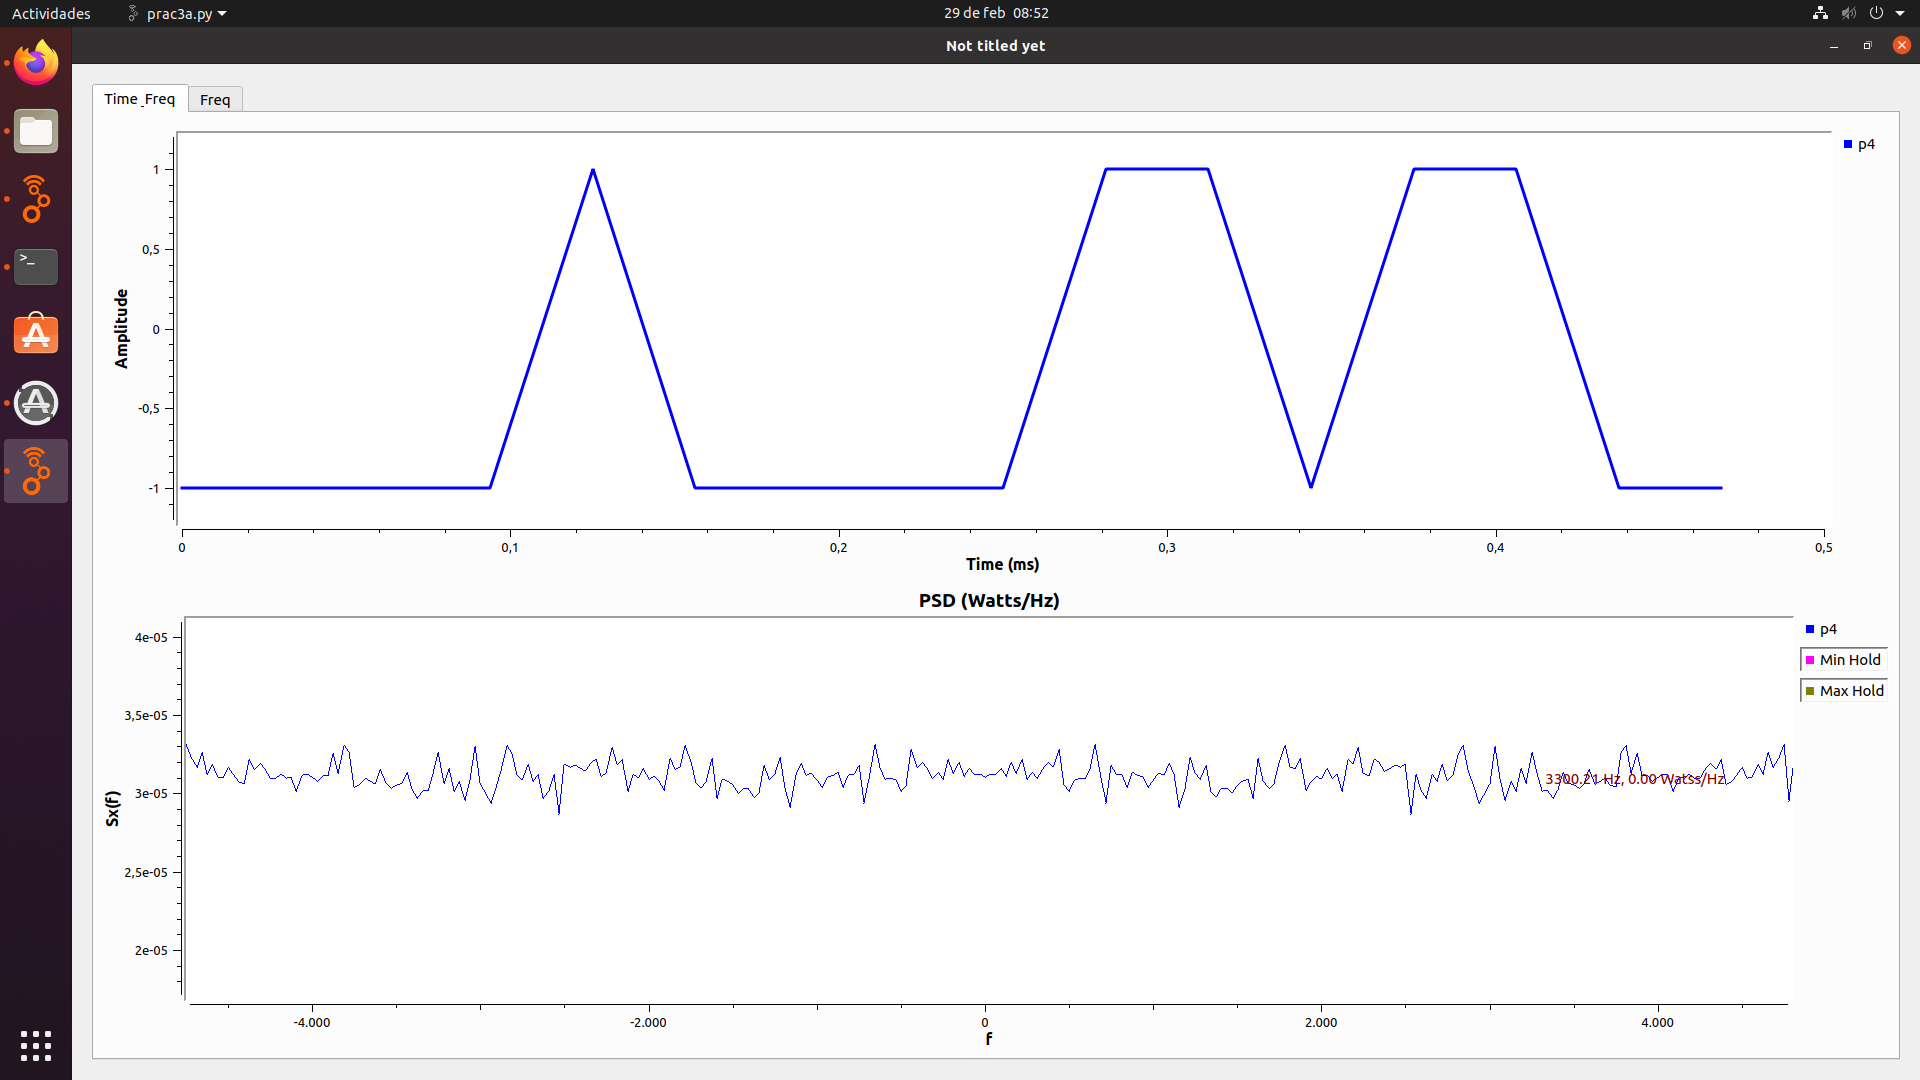 Actividades
prac3a.py
29 de feb 08:52
Not titled yet
Time_Freq
Freq
p4
1
0,5
0
-0,5
-1
Amplitude
0
0,1
0,2
0,3
0,4
0,5
Time (ms)
PSD (Watts/Hz)
p4
Min Hold
Max Hold
4e-05
3,5e-05
3e-05
2,5e-05
2e-05
Sx(f)
3300.21 Hz, 0.00 Watss/Hz
-4.000
-2.000
0
2.000
4.000
f